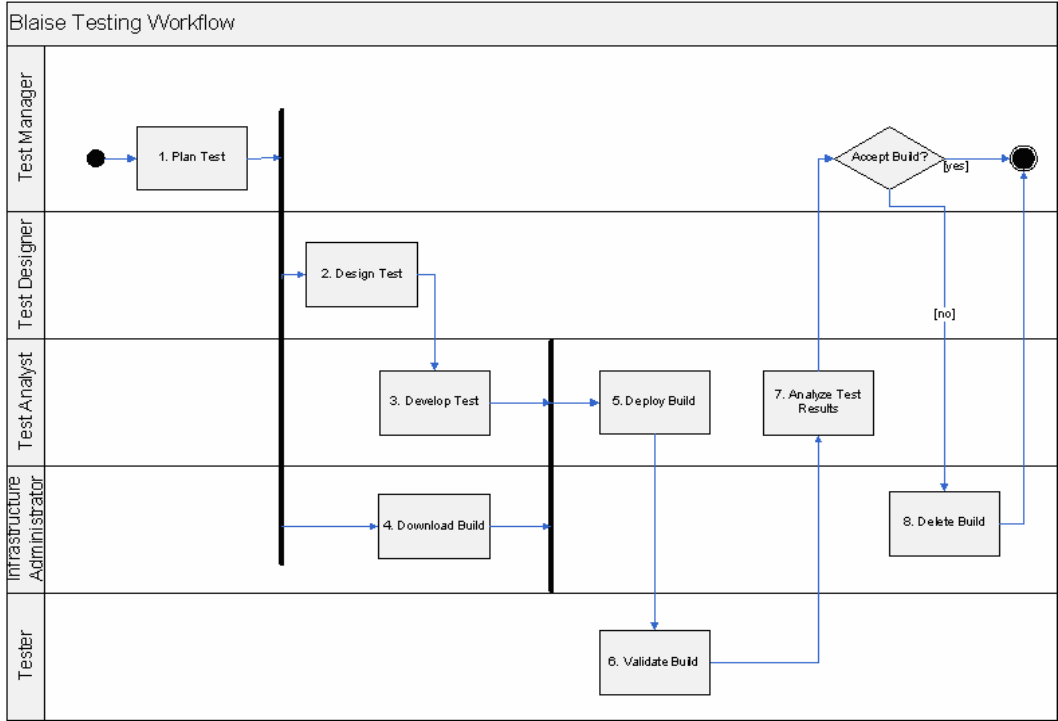 Blaise Testing Workflow
Test Manager
1. Plan Test
Accept Build?
[yes]
Test Designer
2. Design Test
[no]
Test Analyst
3. Develop Test
5. Deploy Build
7. Analyze Test
Results
Infrastructure
Administrator
4. Download Build
8. Delete Build
Tester
6. Validate Build